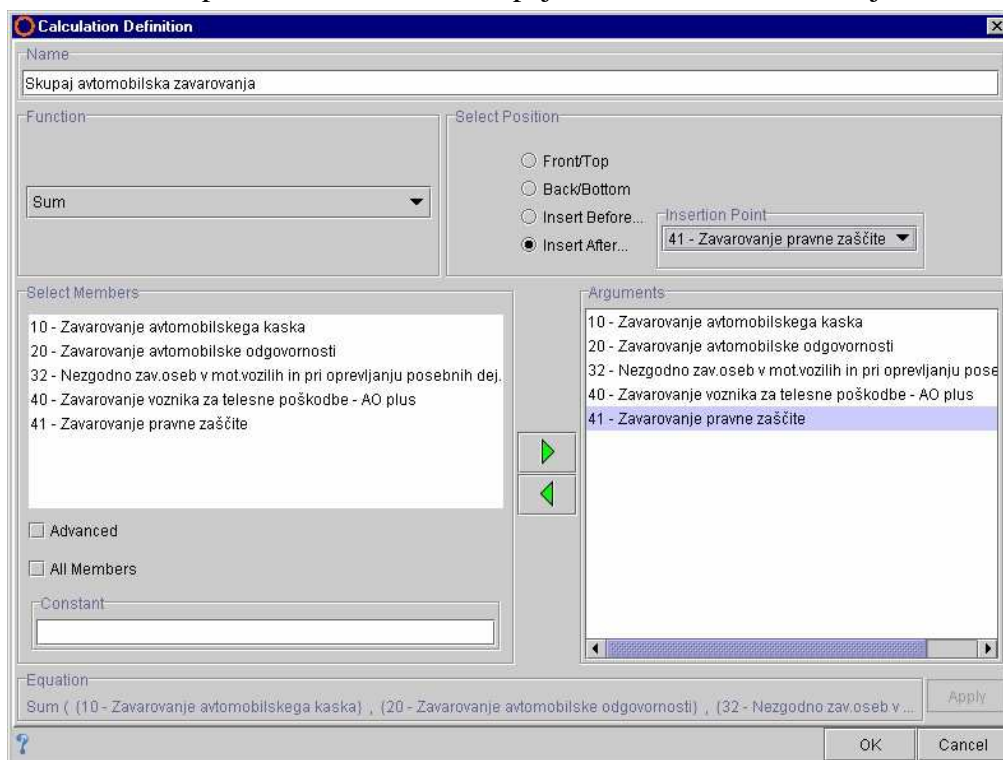 Calculation Definition
Name
Skupaj avtomobilska zavarovanja
Function
Sum
Select Position
Front/Top
Back/Bottom
Insert Before...
Insert After...
Insertion Point
41 - Zavarovanje pravne zaščite
Select Members
10 - Zavarovanje avtomobilskega kaska
20 - Zavarovanje avtomobilske odgovornosti
32 - Nezgodno zav.oseb v mot.vozilih in pri oprevljanju posebnih dej.
40 - Zavarovanje voznika za telesne poškodbe - AO plus
41 - Zavarovanje pravne zaščite
Advanced
All Members
Constant
Arguments
10 - Zavarovanje avtomobilskega kaska
20 - Zavarovanje avtomobilske odgovornosti
32 - Nezgodno zav.oseb v mot.vozilih in pri oprevljanju pose
40 - Zavarovanje voznika za telesne poškodbe - AO plus
41 - Zavarovanje pravne zaščite
Equation
Sum ( {10 - Zavarovanje avtomobilskega kaska} , {20 - Zavarovanje avtomobilske odgovornosti} , {32 - Nezgodno zav.oseb v ...
Apply
?
OK
Cancel